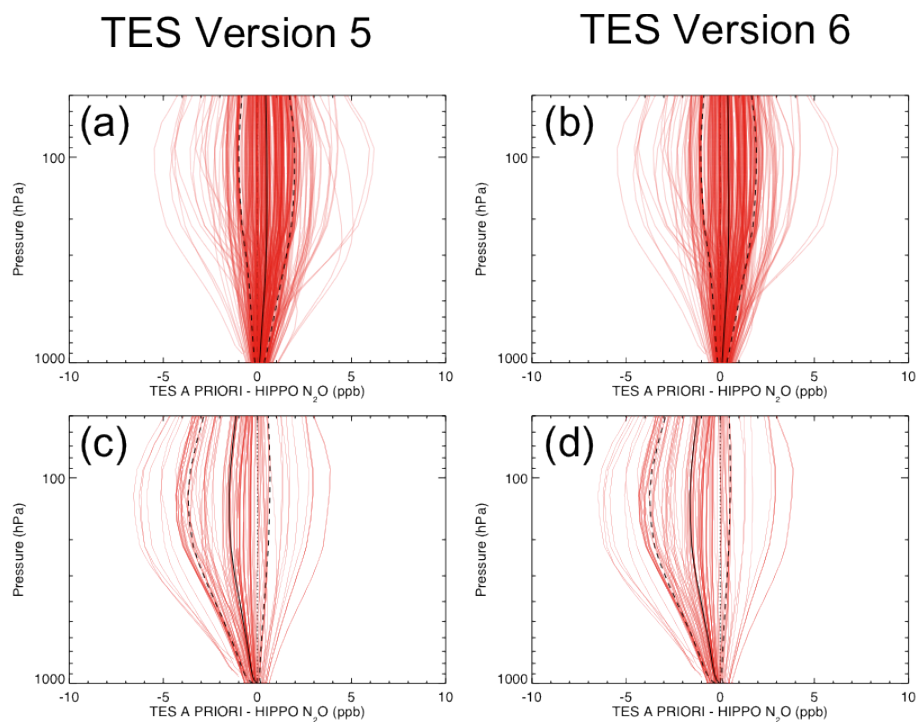 TES Version 5
TES Version 6
(a)
(b)
Pressure (hPa)
100
1000
-10 -5 0 5 10
TES A PRIORI - HIPPO N₂O (ppb)
Pressure (hPa)
100
1000
-10 -5 0 5 10
TES A PRIORI - HIPPO N₂O (ppb)
(c)
(d)
Pressure (hPa)
100
1000
-10 -5 0 5 10
TES A PRIORI - HIPPO N₂O (ppb)
Pressure (hPa)
100
1000
-10 -5 0 5 10
TES A PRIORI - HIPPO N₂O (ppb)